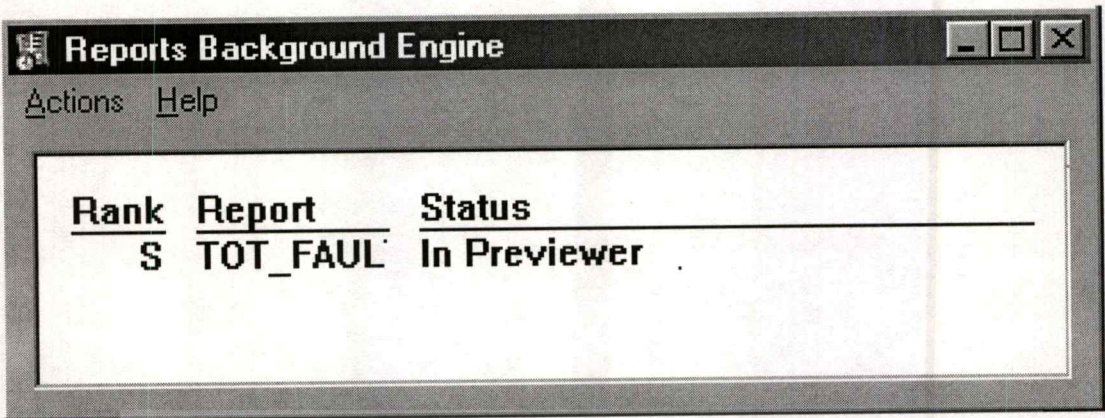 Reports Background Engine
Actions Help
Rank Report Status
S TOT_FAUL In Previewer